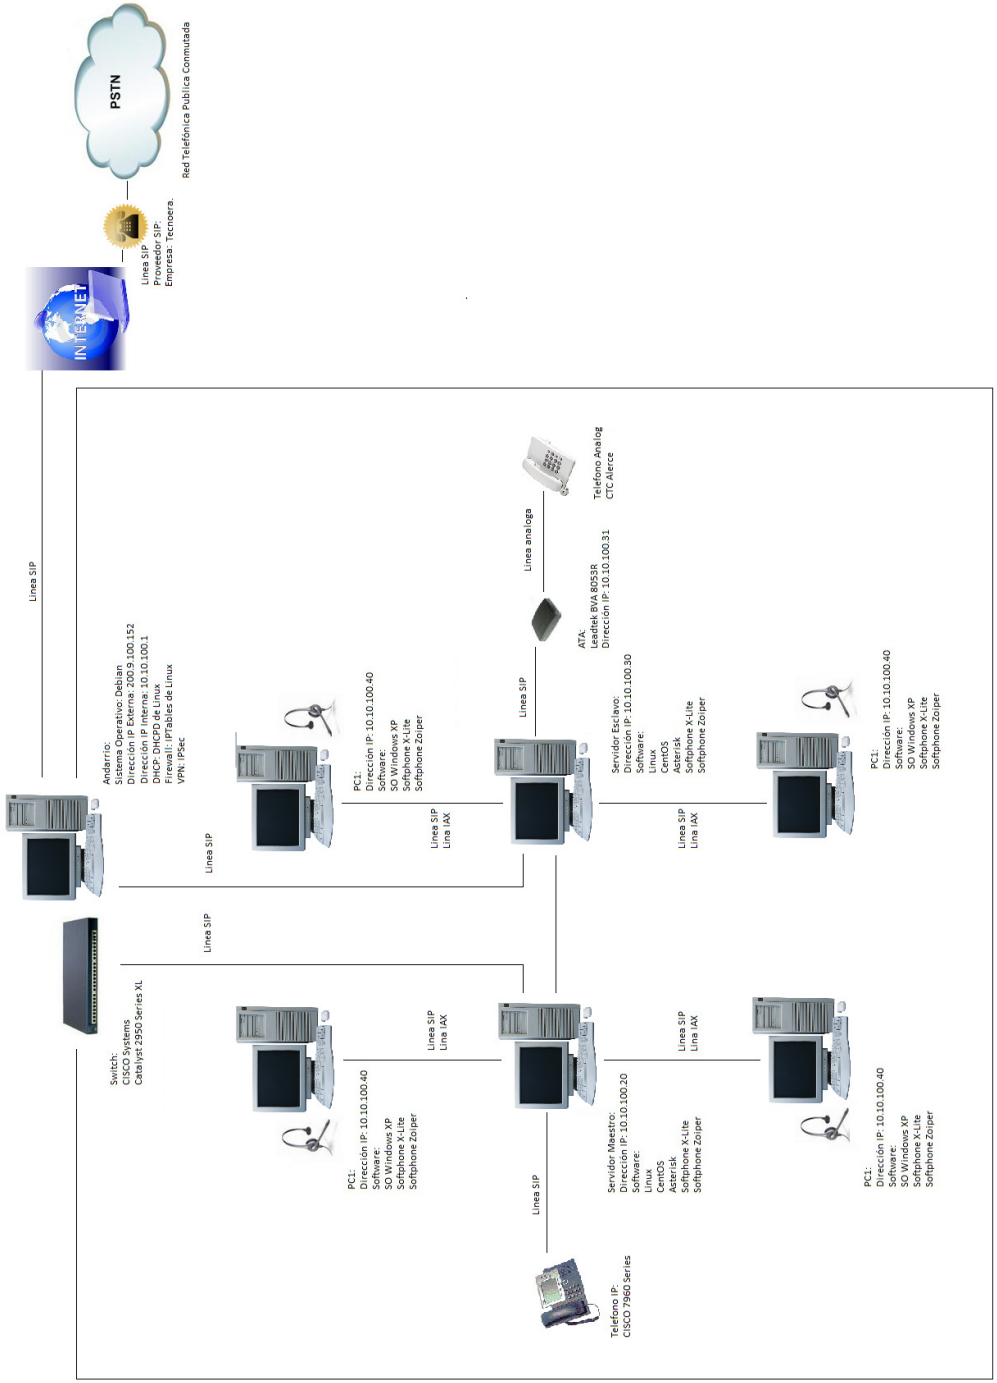 PSTN
Red Telefónica Publica Conmutada
Linea SIP
Proveedor SIP:
Empresa: Tecnoera.
INTERNET
Linea SIP
Andarrio:
Sistema Operativo: Debian
Dirección IP Externa: 200.9.100.152
Dirección IP Interna: 10.10.100.1
DHCP: DHCPD de Linux
Firewall: IPTables de Linux
VPN: IPSec
Switch:
CISCO Systems
Catalyst 2950 Series XL
Linea SIP
Linea SIP
PC1:
Dirección IP: 10.10.100.40
Software:
SO Windows XP
Softphone X-Lite
Softphone Zoiper
Linea SIP
Lina IAX
PC1:
Dirección IP: 10.10.100.40
Software:
SO Windows XP
Softphone X-Lite
Softphone Zoiper
Linea SIP
Lina IAX
Telefono IP:
CISCO 7960 Series
Linea SIP
Servidor Maestro:
Dirección IP: 10.10.100.20
Software:
Linux
CentOS
Asterisk
Softphone X-Lite
Softphone Zoiper
Servidor Esclavo:
Dirección IP: 10.10.100.30
Software:
Linux
CentOS
Asterisk
Softphone X-Lite
Softphone Zoiper
Linea SIP
ATA:
Leadtek BVA 8053R
Dirección IP: 10.10.100.31
Linea analoga
Telefono Analog
CTC Alerce
Linea SIP
Lina IAX
PC1:
Dirección IP: 10.10.100.40
Software:
SO Windows XP
Softphone X-Lite
Softphone Zoiper
Linea SIP
Lina IAX
PC1:
Dirección IP: 10.10.100.40
Software:
SO Windows XP
Softphone X-Lite
Softphone Zoiper